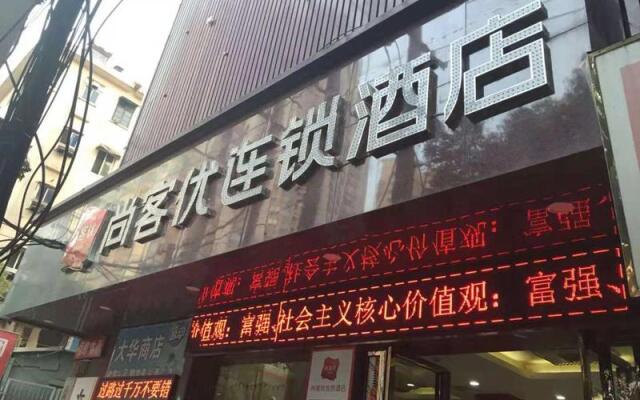 尚客优连锁酒店
价值观：富强、社会主义核心价值观：富强、
大华商店
过路过千万不要错